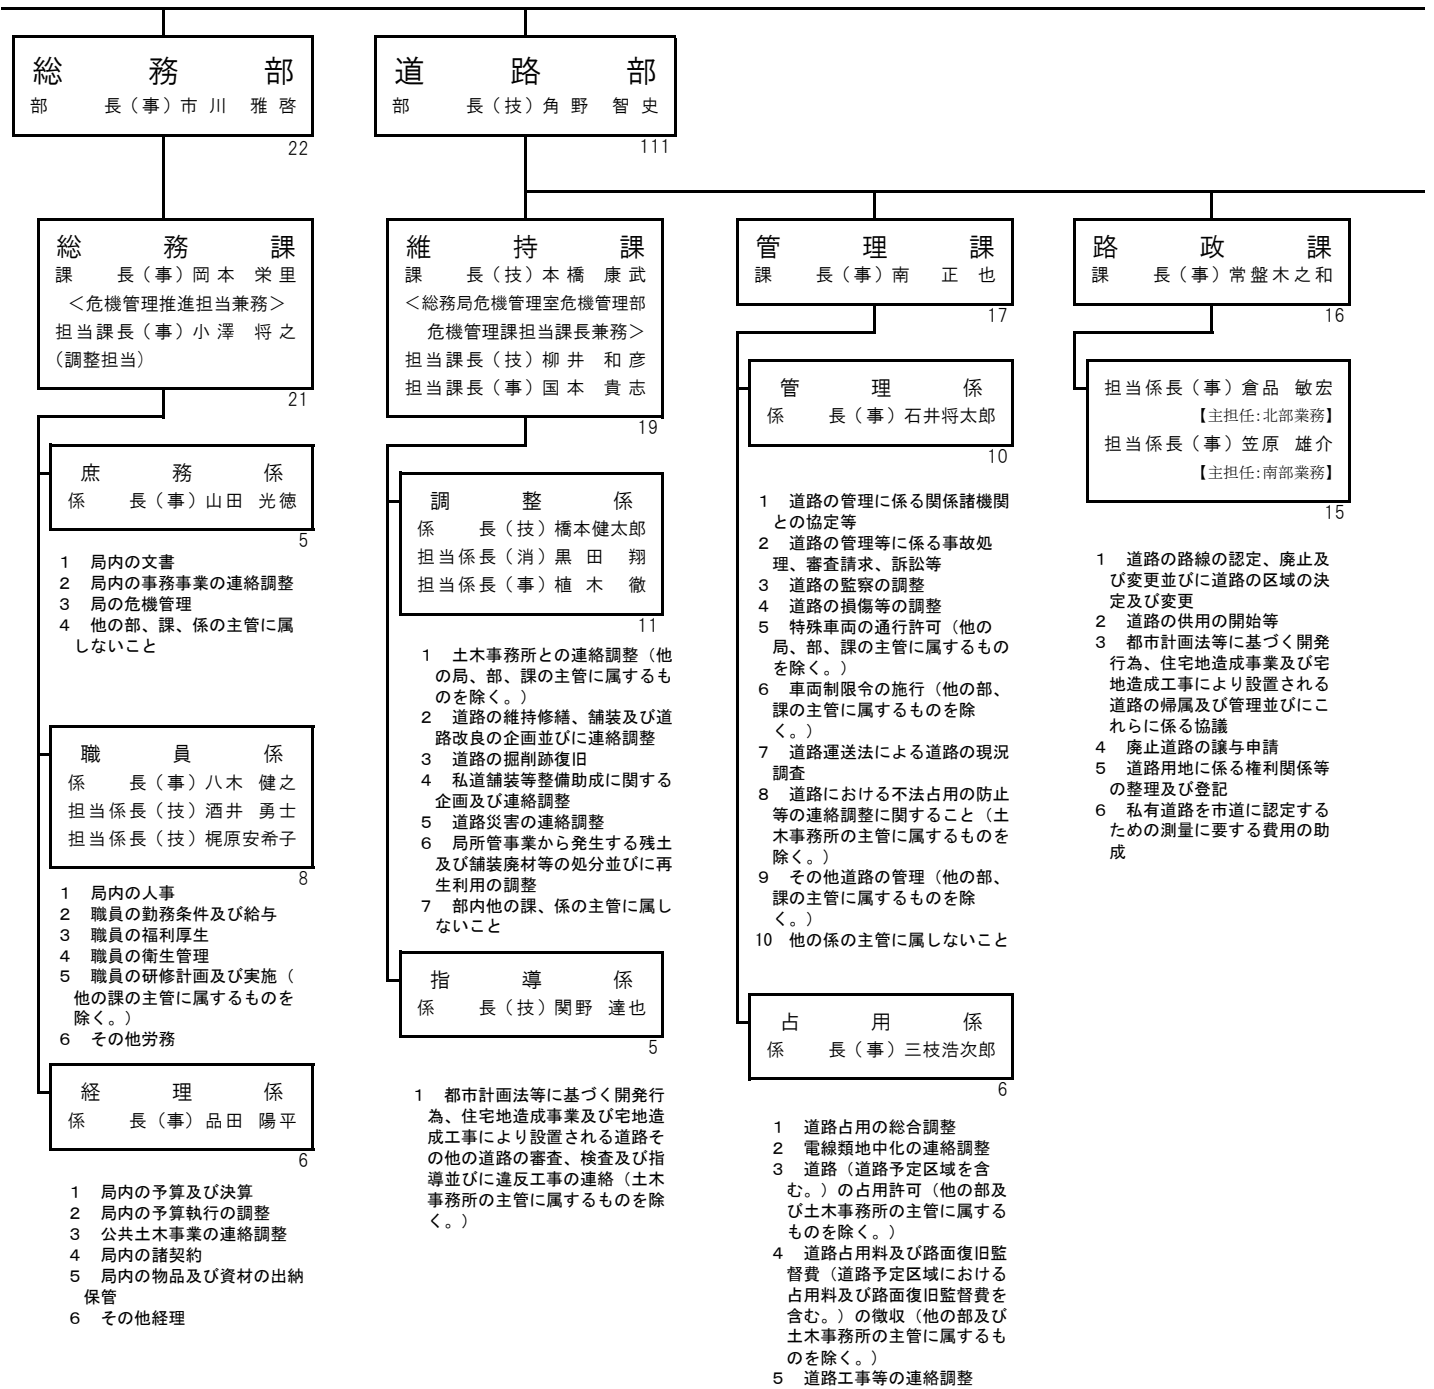 総務部
部長（事）市川 雅啓
22
総務課
課長（事）岡本 栄里
＜危機管理推進担当兼務＞
担当課長（事）小澤 将之
（調整担当）
21
庶務係
係長（事）山田 光徳
5
1 局内の文書
2 局内の事務事業の連絡調整
3 局の危機管理
4 他の部、課、係の主管に属
しないこと
職員係
係長（事）八木 健之
担当係長（技）酒井 勇士
担当係長（技）梶原安希子
8
1 局内の人事
2 職員の勤務条件及び給与
3 職員の福利厚生
4 職員の衛生管理
5 職員の研修計画及び実施（
他の課の主管に属するものを
除く。）
6 その他労務
経理係
係長（事）品田 陽平
6
1 局内の予算及び決算
2 局内の予算執行の調整
3 公共土木事業の連絡調整
4 局内の諸契約
5 局内の物品及び資材の出納
保管
6 その他経理
道路部
部長（技）角野 智史
111
維持課
課長（技）本橋 康武
＜総務局危機管理室危機管理部
危機管理課担当課長兼務＞
担当課長（技）柳井 和彦
担当課長（事）国本 貴志
19
調整係
係長（技）橋本健太郎
担当係長（消）黒田 翔
担当係長（事）植木 徹
11
1 土木事務所との連絡調整（他
の局、部、課の主管に属するも
のを除く。）
2 道路の維持修繕、舗装及び道
路改良の企画並びに連絡調整
3 道路の掘削跡復旧
4 私道舗装等整備助成に関する
企画及び連絡調整
5 道路災害の連絡調整
6 局所管事業から発生する残土
及び舗装廃材等の処分並びに再
生利用の調整
7 部内他の課、係の主管に属し
ないこと
指導係
係長（技）関野 達也
5
1 都市計画法等に基づく開発行
為、住宅地造成事業及び宅地造
成工事により設置される道路そ
の他の道路の審査、検査及び指
導並びに違反工事の連絡（土木
事務所の主管に属するものを除
く。）
管理課
課長（事）南 正也
17
管理係
係長（事）石井将太郎
10
1 道路の管理に係る関係諸機関
との協定等
2 道路の管理等に係る事故処
理、審査請求、訴訟等
3 道路の監察の調整
4 道路の損傷等の調整
5 特殊車両の通行許可（他の
局、部、課の主管に属するもの
を除く。）
6 車両制限令の施行（他の部、
課の主管に属するものを除
く。）
7 道路運送法による道路の現況
調査
8 道路における不法占用の防止
等の連絡調整に関すること（土
木事務所の主管に属するものを
除く。）
9 その他道路の管理（他の部、
課の主管に属するものを除
く。）
10 他の係の主管に属しないこと
占用係
係長（事）三枝浩次郎
6
1 道路占用の総合調整
2 電線類地中化の連絡調整
3 道路（道路予定区域を含
む。）の占用許可（他の部及
び土木事務所の主管に属する
ものを除く。）
4 道路占用料及び路面復旧監
督費（道路予定区域における
占用料及び路面復旧監督費を
含む。）の徴収（他の部及び
土木事務所の主管に属するも
のを除く。）
5 道路工事等の連絡調整
路政課
課長（事）常盤木之和
16
担当係長（事）倉品 敏宏
【主担任:北部業務】
担当係長（事）笠原 雄介
【主担任:南部業務】
15
1 道路の路線の認定、廃止及
び変更並びに道路の区域の決
定及び変更
2 道路の供用の開始等
3 都市計画法等に基づく開発
行為、住宅地造成事業及び宅
地造成工事により設置される
道路の帰属及び管理並びにこ
れらに係る協議
4 廃止道路の譲与申請
5 道路用地に係る権利関係等
の整理及び登記
6 私有道路を市道に認定する
ための測量に要する費用の助
成